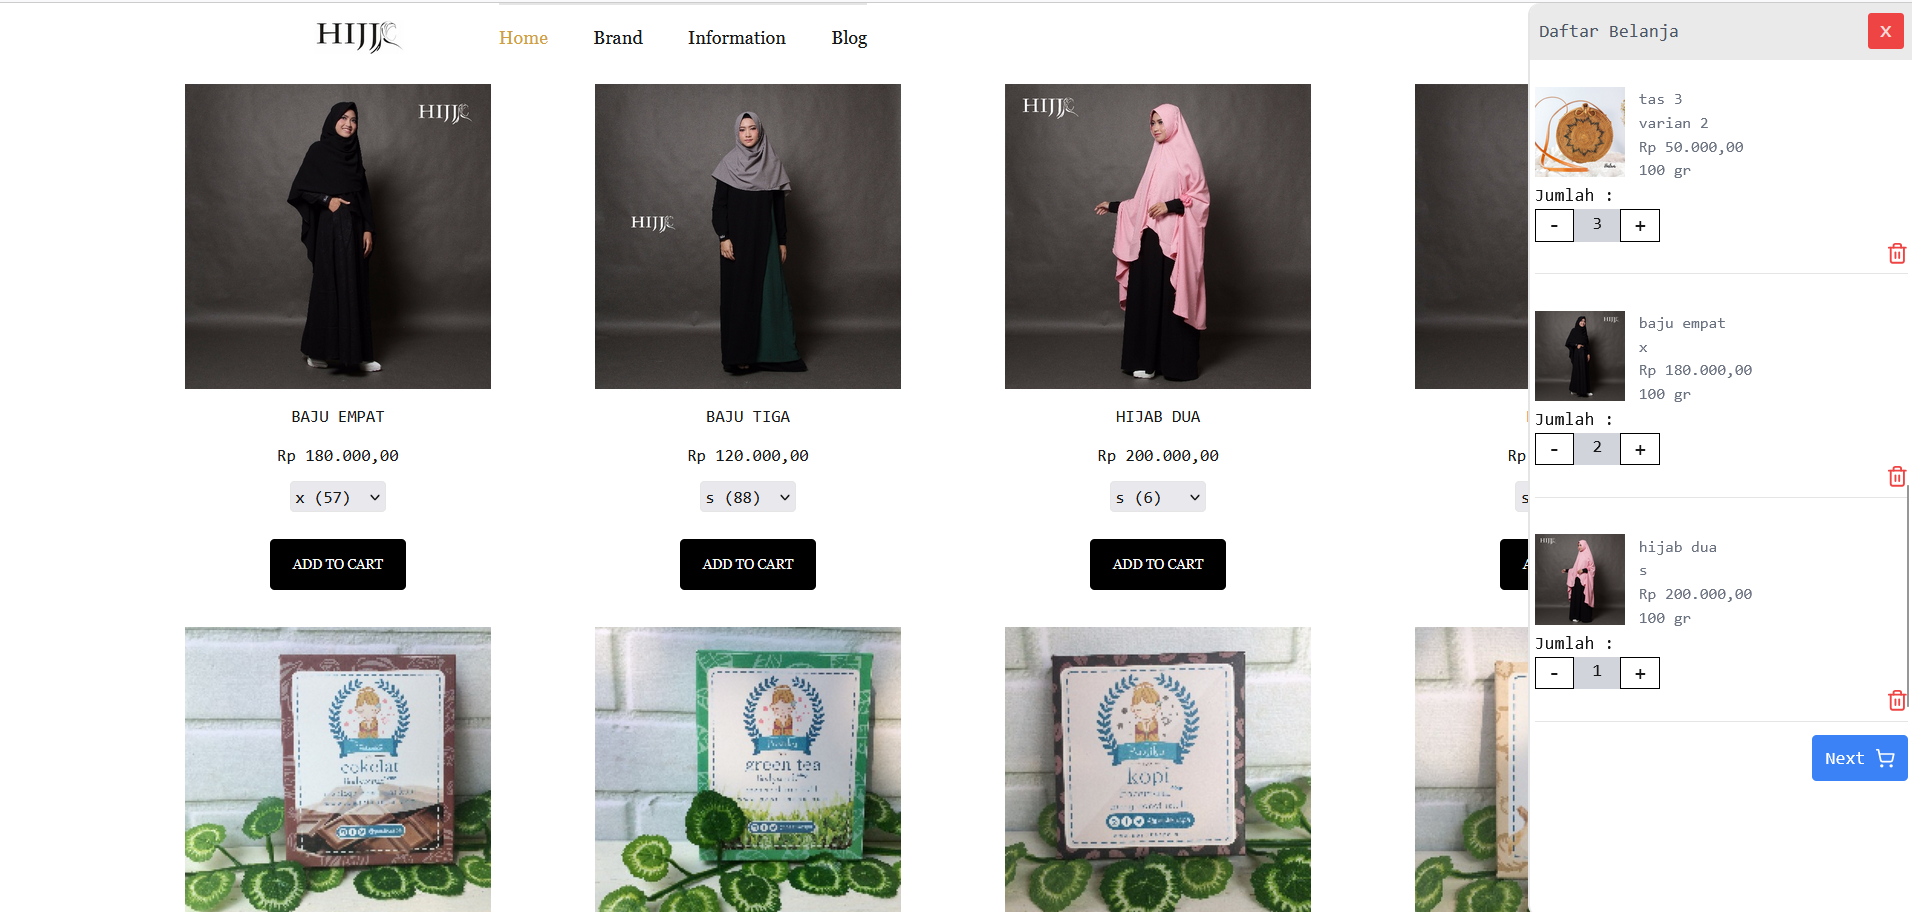 HIJJ
Home
Brand
Information
Blog
Daftar Belanja
X
HIJJ
HIJJ
HIJJ
BAJU EMPAT
BAJU TIGA
HIJAB DUA
Rp 180.000,00
Rp 120.000,00
Rp 200.000,00
Rp
x (57)
s (88)
s (6)
s
ADD TO CART
ADD TO CART
ADD TO CART
A
cokelat
green tea
kopi
tas 3
varian 2
Rp 50.000,00
100 gr
Jumlah :
- 3 +
baju empat
x
Rp 180.000,00
100 gr
Jumlah :
- 2 +
hijab dua
s
Rp 200.000,00
100 gr
Jumlah :
- 1 +
Next